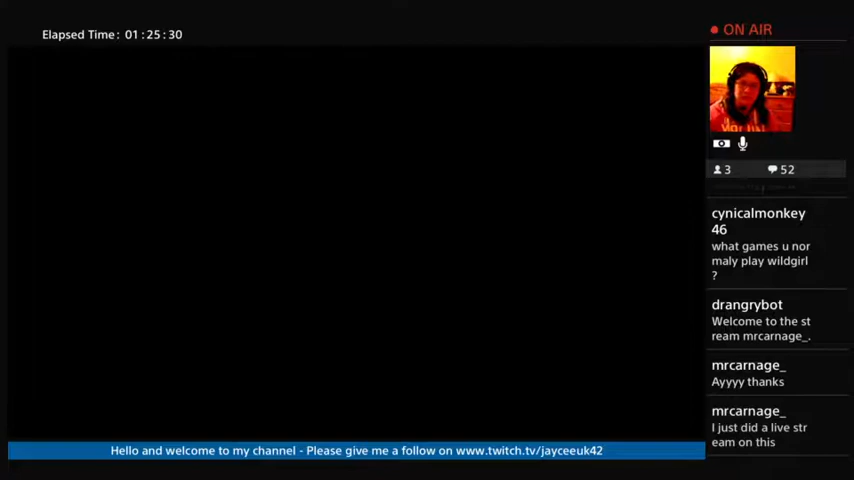 Elapsed Time: 01:25:30
ON AIR
3 52
cynicalmonkey
46
what games u nor
maly play wildgirl
?
drangrybot
Welcome to the st
ream mrcarnage_.
mrcarnage_
Ayyyy thanks
mrcarnage_
I just did a live str
eam on this
Hello and welcome to my channel - Please give me a follow on www.twitch.tv/jayceeuk42